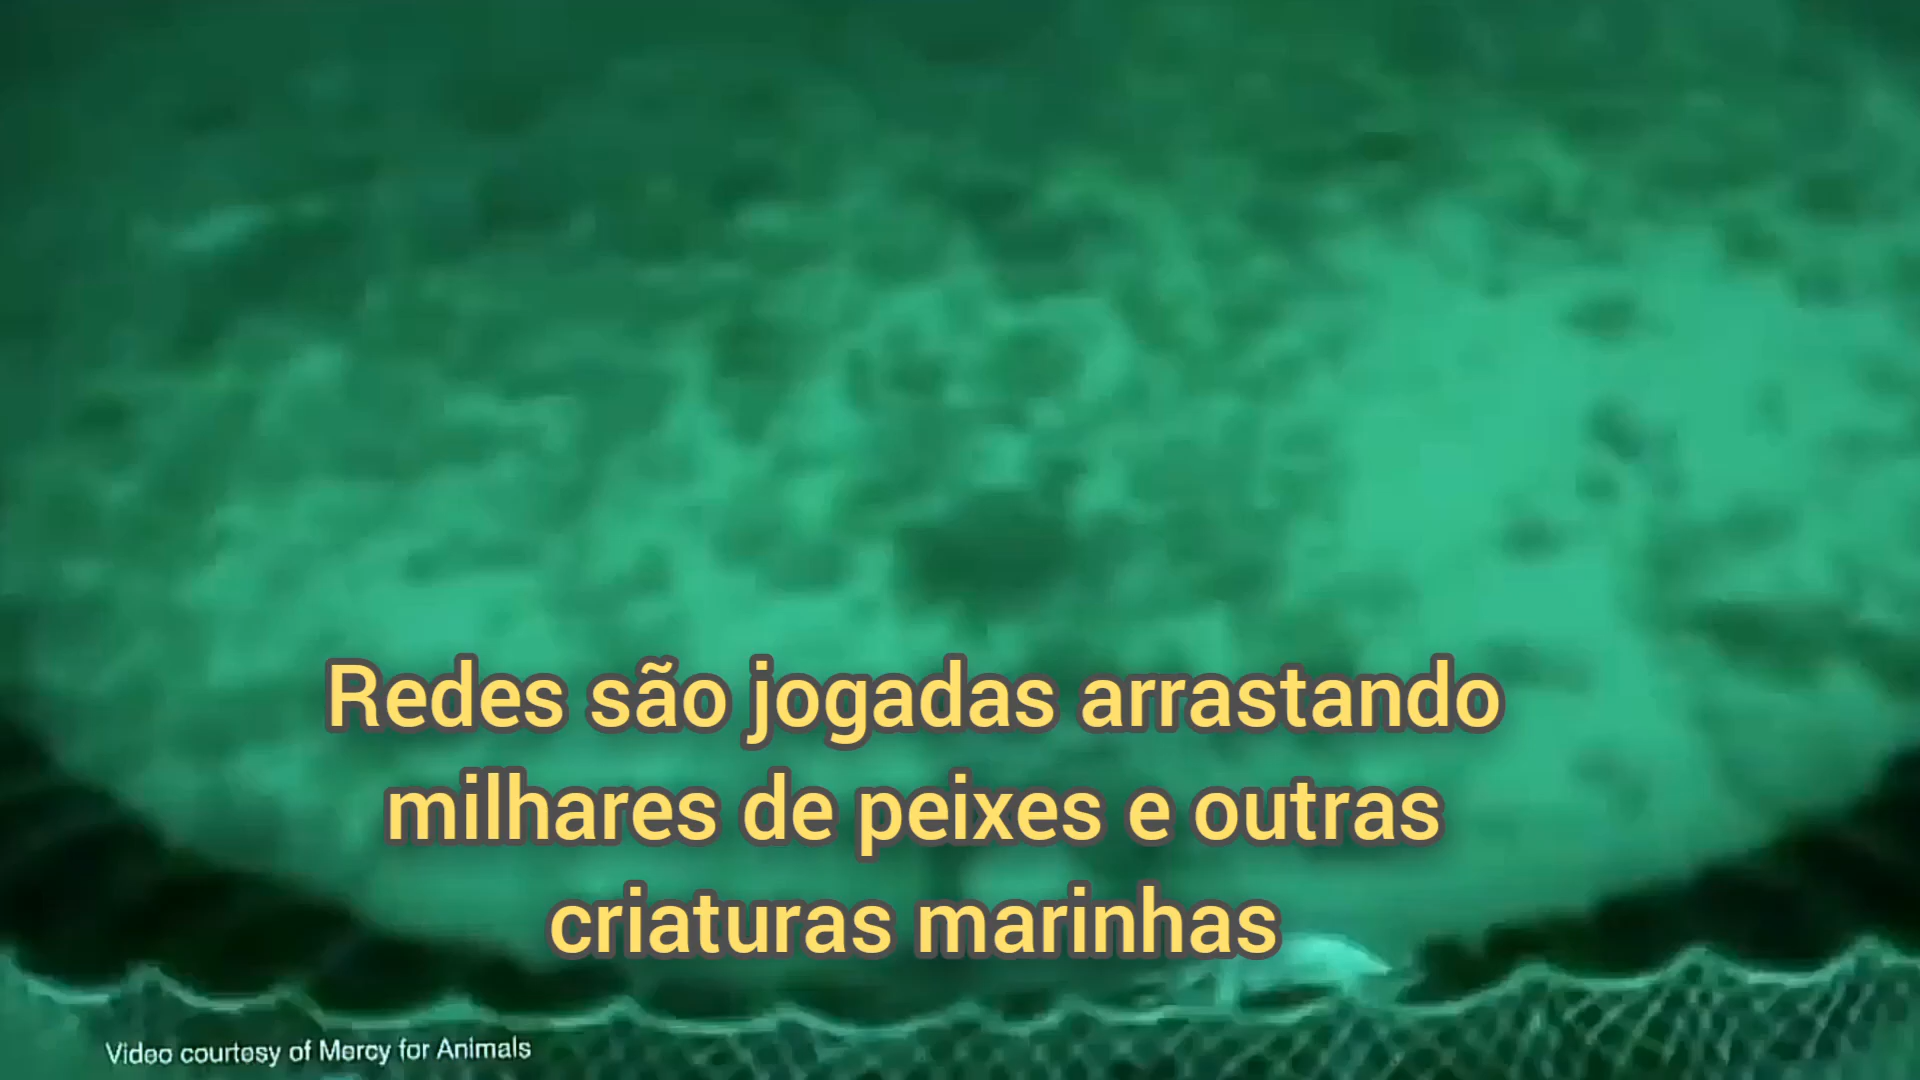 Redes são jogadas arrastando
milhares de peixes e outras
criaturas marinhas
Video courtesy of Mercy for Animals